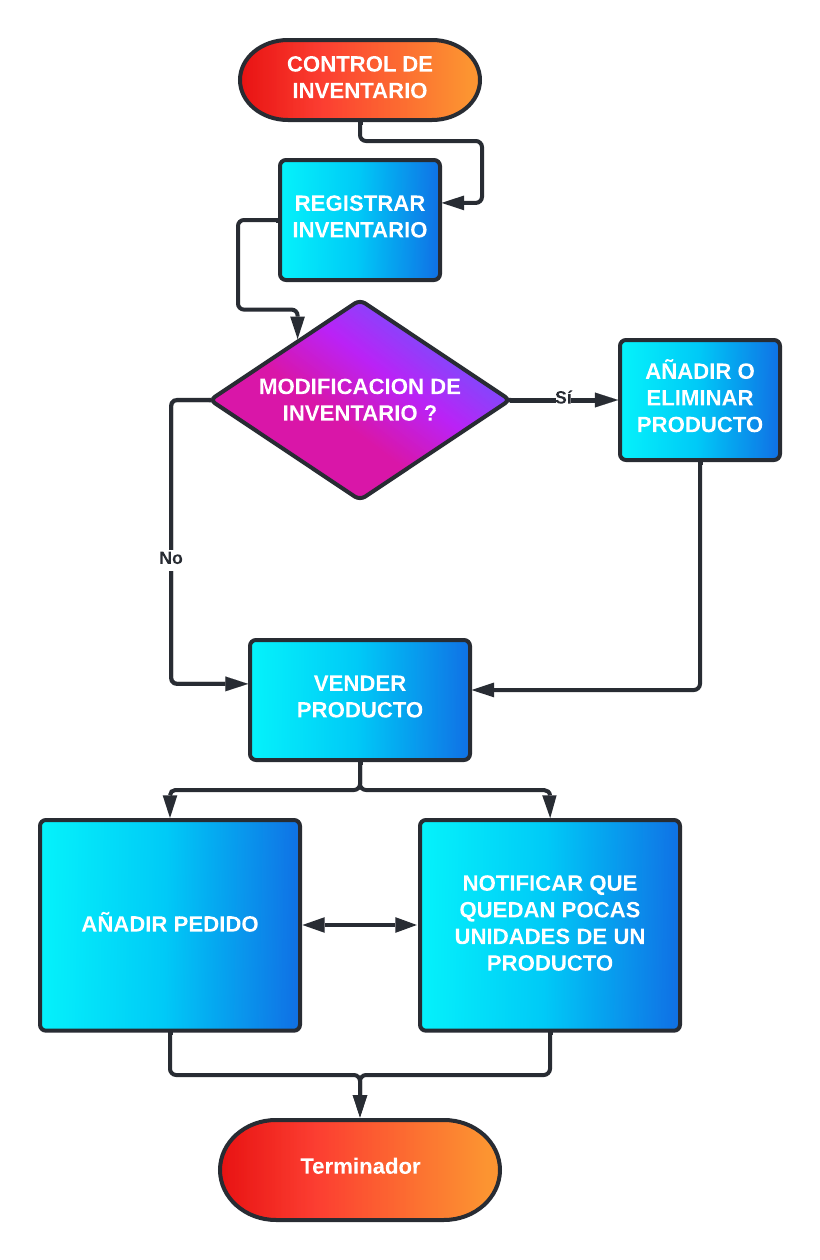 CONTROL DE
INVENTARIO
REGISTRAR
INVENTARIO
MODIFICACION DE
INVENTARIO ?
Sí
AÑADIR O
ELIMINAR
PRODUCTO
No
VENDER
PRODUCTO
AÑADIR PEDIDO
NOTIFICAR QUE
QUEDAN POCAS
UNIDADES DE UN
PRODUCTO
Terminador